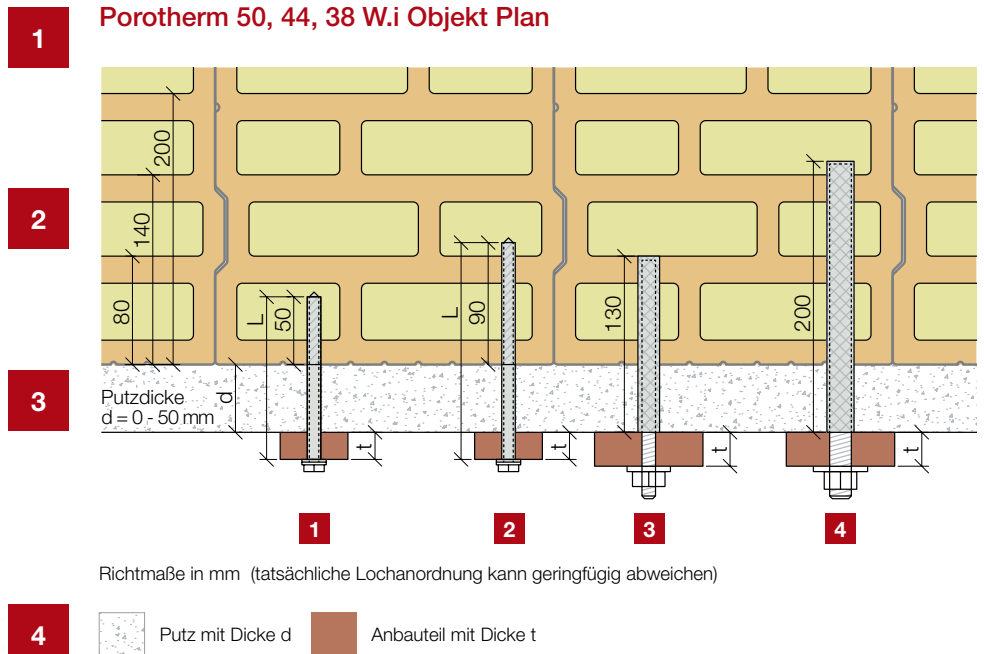 1
Porotherm 50, 44, 38 W.i Objekt Plan
200
140
80
L
50
L
90
130
200
2
3
Putzdicke
d = 0 - 50 mm
d
t
t
t
t
1
2
3
4
Richtmaße in mm (tatsächliche Lochanordnung kann geringfügig abweichen)
4
Putz mit Dicke d
Anbauteil mit Dicke t